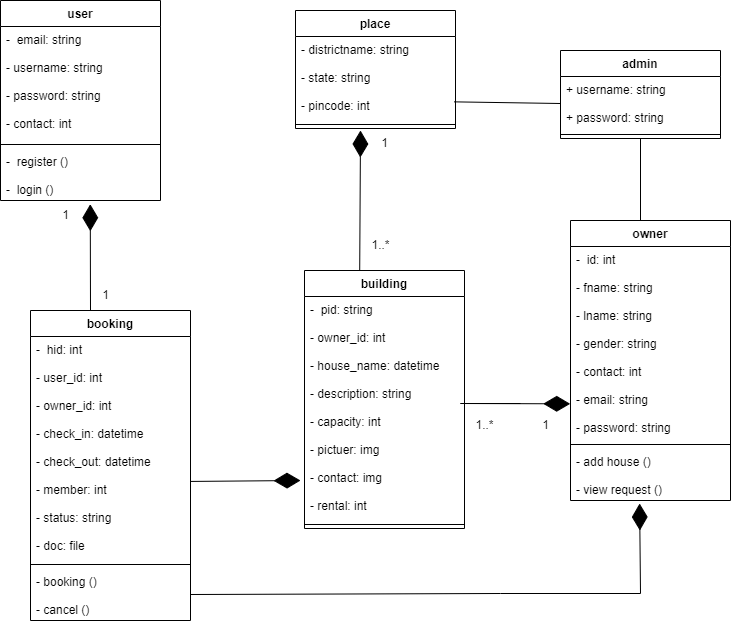 user
- email: string
- username: string
- password: string
- contact: int
- register ()
- login ()
1
1
place
- districtname: string
- state: string
- pincode: int
1
1..*
admin
+ username: string
+ password: string
owner
- id: int
- fname: string
- lname: string
- gender: string
- contact: int
- email: string
- password: string
- add house ()
- view request ()
building
- pid: string
- owner_id: int
- house_name: datetime
- description: string
- capacity: int
- pictuer: img
- contact: img
- rental: int
1..*
1
booking
- hid: int
- user_id: int
- owner_id: int
- check_in: datetime
- check_out: datetime
- member: int
- status: string
- doc: file
- booking ()
- cancel ()